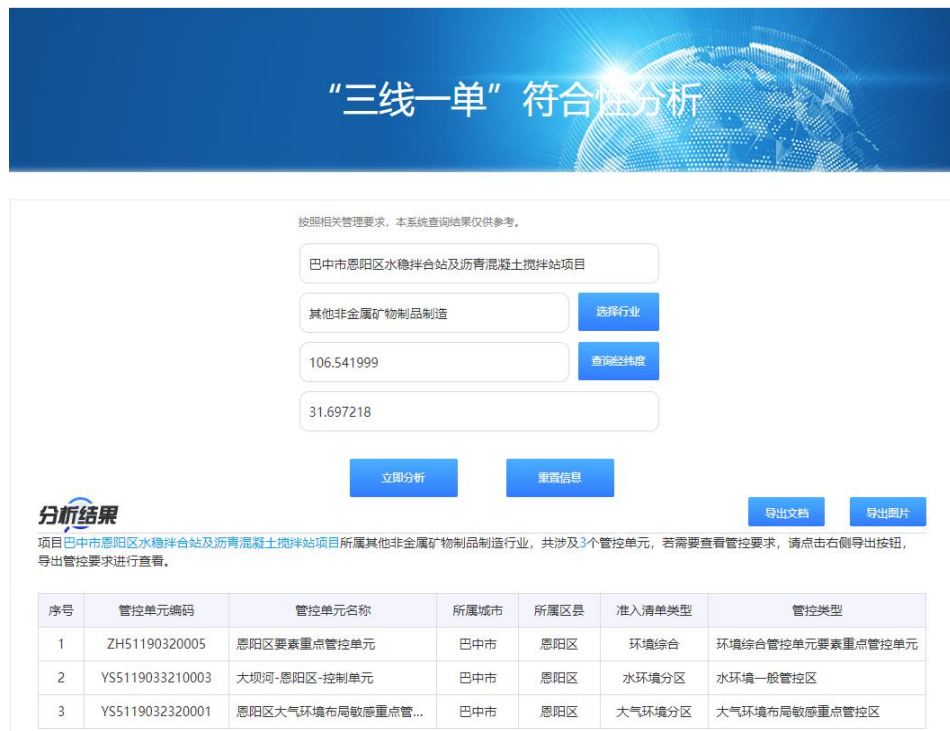 “三线一单”符合性分析
按照相关管理要求，本系统查询结果仅供参考。
巴中市恩阳区水稳拌合站及沥青混凝土搅拌站项目
其他非金属矿物制品制造 选择行业
106.541999 查询经纬度
31.697218
立即分析 重置信息
分析结果 导出文档 导出图片
项目巴中市恩阳区水稳拌合站及沥青混凝土搅拌站项目所属其他非金属矿物制品制造行业，共涉及3个管控单元，若需要查看管控要求，请点击右侧导出按钮，
导出管控要求进行查看。
序号 管控单元编码 管控单元名称 所属城市 所属区县 准入清单类型 管控类型
1 ZH51190320005 恩阳区要素重点管控单元 巴中市 恩阳区 环境综合 环境综合管控单元要素重点管控单元
2 YS5119033210003 大坝河-恩阳区-控制单元 巴中市 恩阳区 水环境分区 水环境一般管控区
3 YS5119032320001 恩阳区大气环境布局敏感重点管... 巴中市 恩阳区 大气环境分区 大气环境布局敏感重点管控区